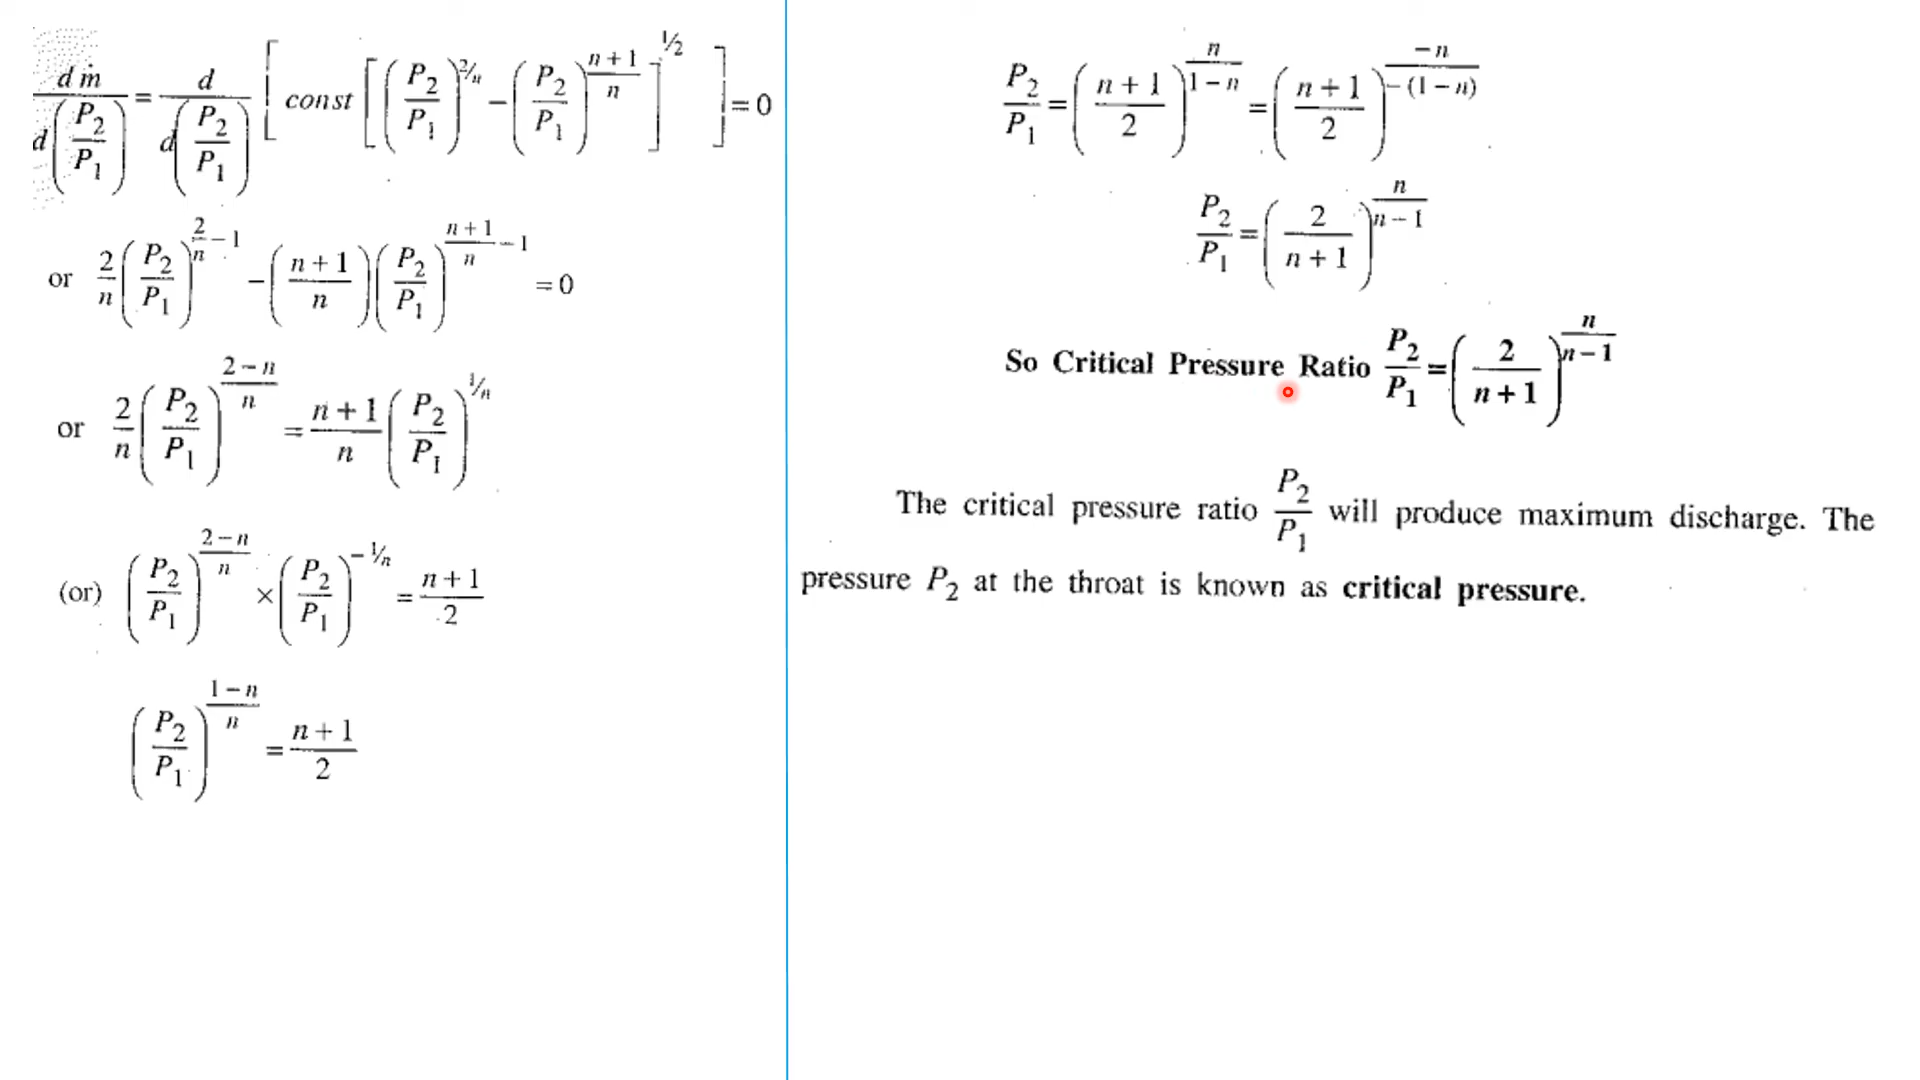 d ṁ / d(P₂/P₁) = d / d(P₂/P₁) [ const [ (P₂/P₁)^(2/n) − (P₂/P₁)^((n+1)/n) ]^(1/2) ] = 0
or 2/n (P₂/P₁)^(2/n − 1) − ((n+1)/n) (P₂/P₁)^((n+1)/n − 1) = 0
or 2/n (P₂/P₁)^((2−n)/n) = (n+1)/n (P₂/P₁)^(1/n)
(or) (P₂/P₁)^((2−n)/n) × (P₂/P₁)^(−1/n) = (n+1)/2
(P₂/P₁)^((1−n)/n) = (n+1)/2
P₂/P₁ = ((n+1)/2)^(n/(1−n)) = ((n+1)/2)^(−n/−(1−n))
P₂/P₁ = (2/(n+1))^(n/(n−1))
So Critical Pressure Ratio P₂/P₁ = (2/(n+1))^(n/(n−1))
The critical pressure ratio P₂/P₁ will produce maximum discharge. The
pressure P₂ at the throat is known as critical pressure.